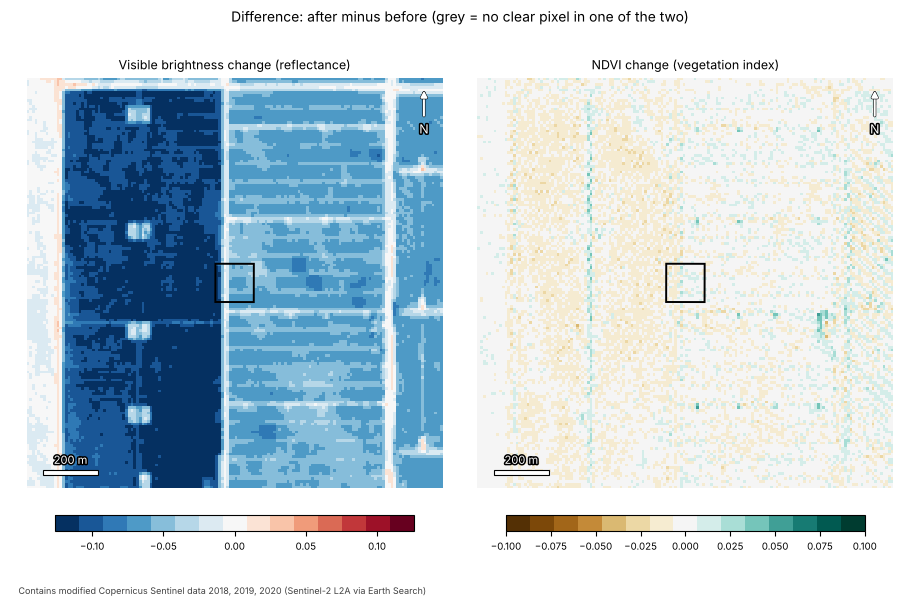 Difference: after minus before (grey = no clear pixel in one of the two)
Visible brightness change (reflectance)
NDVI change (vegetation index)
N
N
200 m
200 m
−0.10 −0.05 0.00 0.05 0.10
−0.100 −0.075 −0.050 −0.025 0.000 0.025 0.050 0.075 0.100
Contains modified Copernicus Sentinel data 2018, 2019, 2020 (Sentinel-2 L2A via Earth Search)